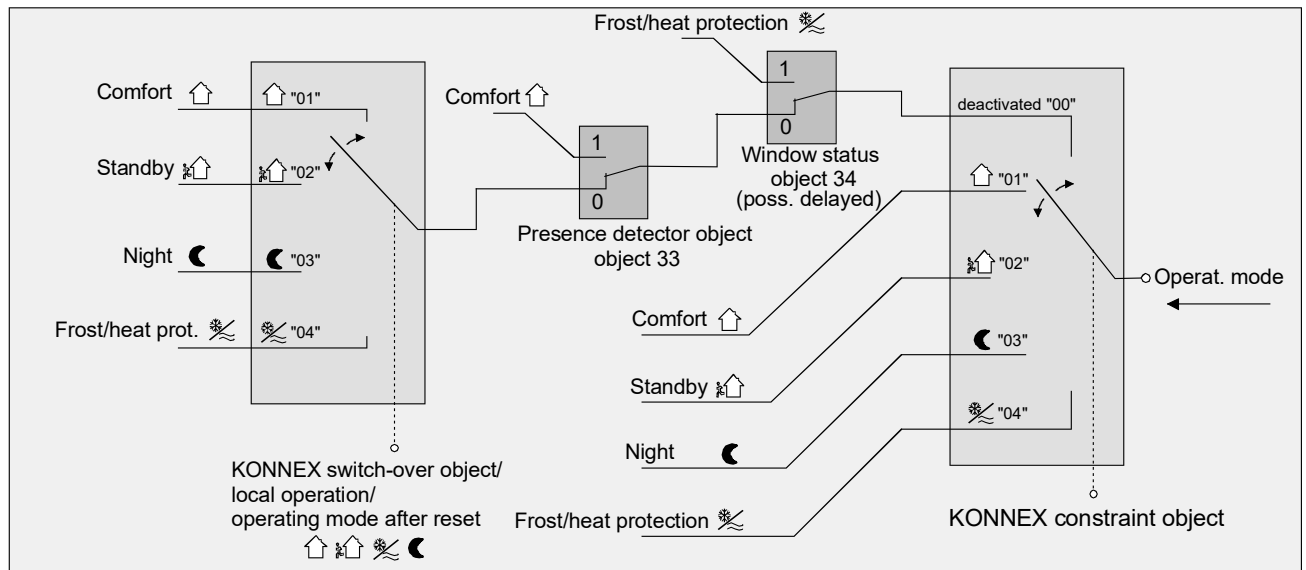 Frost/heat protection
Comfort
"01"
Standby
"02"
Night
"03"
Frost/heat prot.
"04"
KONNEX switch-over object/
local operation/
operating mode after reset
Comfort
1
0
Presence detector object
object 33
1
0
Window status
object 34
(poss. delayed)
deactivated "00"
"01"
"02"
"03"
"04"
Comfort
Standby
Night
Frost/heat protection
Operat. mode
KONNEX constraint object